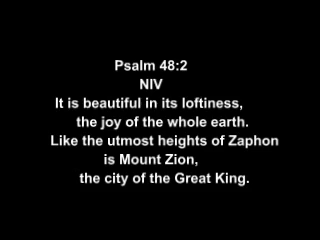 Psalm 48:2
NIV
It is beautiful in its loftiness,
the joy of the whole earth.
Like the utmost heights of Zaphon
is Mount Zion,
the city of the Great King.